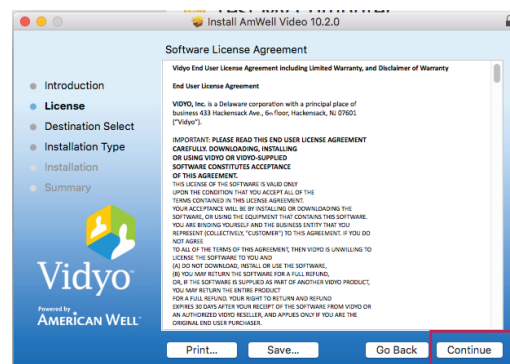 Install AmWell Video 10.2.0
Software License Agreement
Introduction
License
Destination Select
Installation Type
Installation
Summary
Vidyo
Powered by
AMERICAN WELL
Vidyo End User License Agreement including Limited Warranty, and Disclaimer of Warranty
End User License Agreement
VIDYO, Inc. is a Delaware corporation with a principal place of
business 433 Hackensack Ave., 6th floor, Hackensack, NJ 07601
("Vidyo").
IMPORTANT: PLEASE READ THIS END USER LICENSE AGREEMENT
CAREFULLY. DOWNLOADING, INSTALLING
OR USING VIDYO OR VIDYO-SUPPLIED
SOFTWARE CONSTITUTES ACCEPTANCE
OF THIS AGREEMENT.
THIS LICENSE OF THE SOFTWARE IS VALID ONLY
UPON THE CONDITION THAT YOU ACCEPT ALL OF THE
TERMS CONTAINED IN THIS LICENSE AGREEMENT.
YOUR ACCEPTANCE WILL BE BY INSTALLING OR DOWNLOADING THE
SOFTWARE, OR USING THE EQUIPMENT THAT CONTAINS THIS SOFTWARE.
YOU ARE BINDING YOURSELF AND THE BUSINESS ENTITY THAT YOU
REPRESENT (COLLECTIVELY, "CUSTOMER") TO THIS AGREEMENT. IF YOU DO
NOT AGREE
TO ALL OF THE TERMS OF THIS AGREEMENT, THEN VIDYO IS UNWILLING TO
LICENSE THE SOFTWARE TO YOU AND
(A) DO NOT DOWNLOAD, INSTALL OR USE THE SOFTWARE,
(B) YOU MAY RETURN THE SOFTWARE FOR A FULL REFUND,
OR, IF THE SOFTWARE IS SUPPLIED AS PART OF ANOTHER VIDYO PRODUCT,
YOU MAY RETURN THE ENTIRE PRODUCT
FOR A FULL REFUND. YOUR RIGHT TO RETURN AND REFUND
EXPIRES 30 DAYS AFTER YOUR RECEIPT OF THE SOFTWARE FROM VIDYO OR
AN AUTHORIZED VIDYO RESELLER, AND APPLIES ONLY IF YOU ARE THE
ORIGINAL END USER PURCHASER.
Print...
Save...
Go Back
Continue